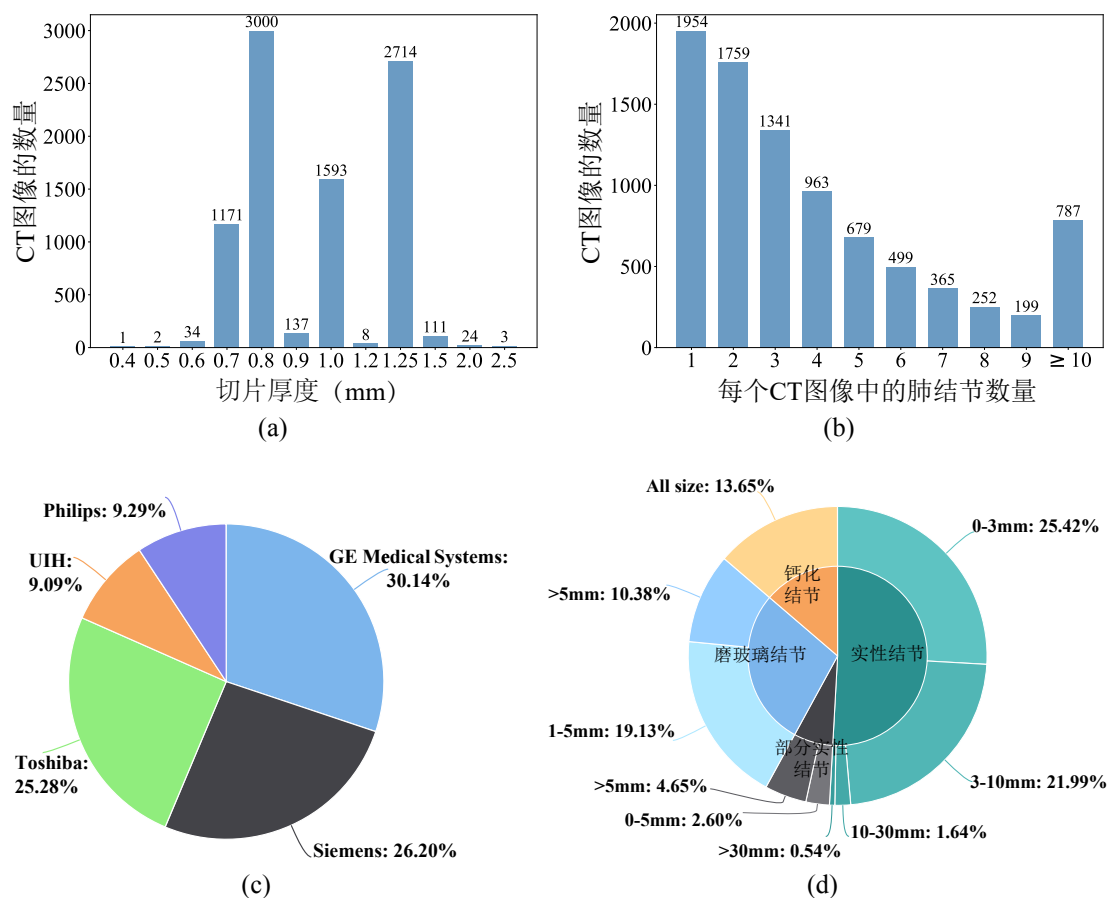 3000
3000
2500
2714
2000
CT图像的数量
1593
1500
1171
1000
500
1
2
34
137
8
111
24
3
0
0.4 0.5 0.6 0.7 0.8 0.9 1.0 1.2 1.25 1.5 2.0 2.5
切片厚度（mm）
(a)
2000
1954
1759
1500
1341
CT图像的数量
1000
963
787
679
500
499
365
252
199
0
1 2 3 4 5 6 7 8 9 ≥ 10
每个CT图像中的肺结节数量
(b)
Philips: 9.29%
UIH:
9.09%
GE Medical Systems:
30.14%
Toshiba:
25.28%
Siemens: 26.20%
(c)
All size: 13.65%
0-3mm: 25.42%
钙化
结节
>5mm: 10.38%
磨玻璃结节
实性结节
1-5mm: 19.13%
部分实性
结节
>5mm: 4.65%
3-10mm: 21.99%
0-5mm: 2.60%
10-30mm: 1.64%
>30mm: 0.54%
(d)